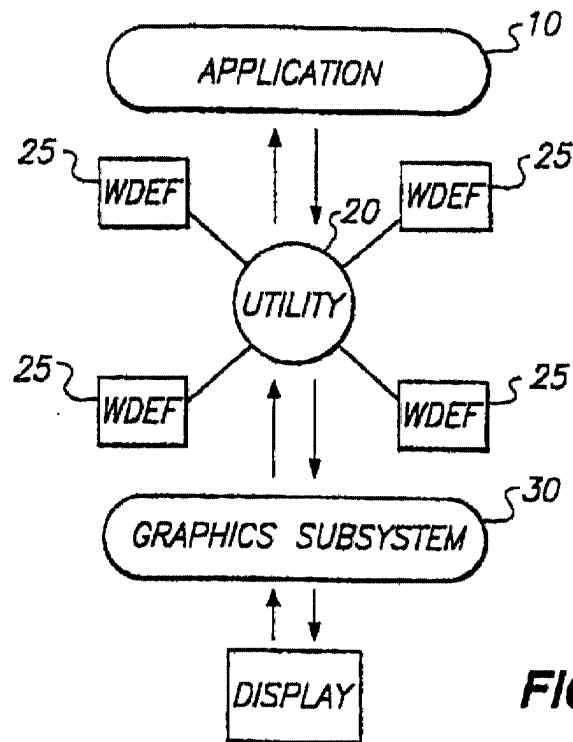 10
APPLICATION
25
WDEF
25
WDEF
20
UTILITY
25
WDEF
25
WDEF
30
GRAPHICS SUBSYSTEM
DISPLAY